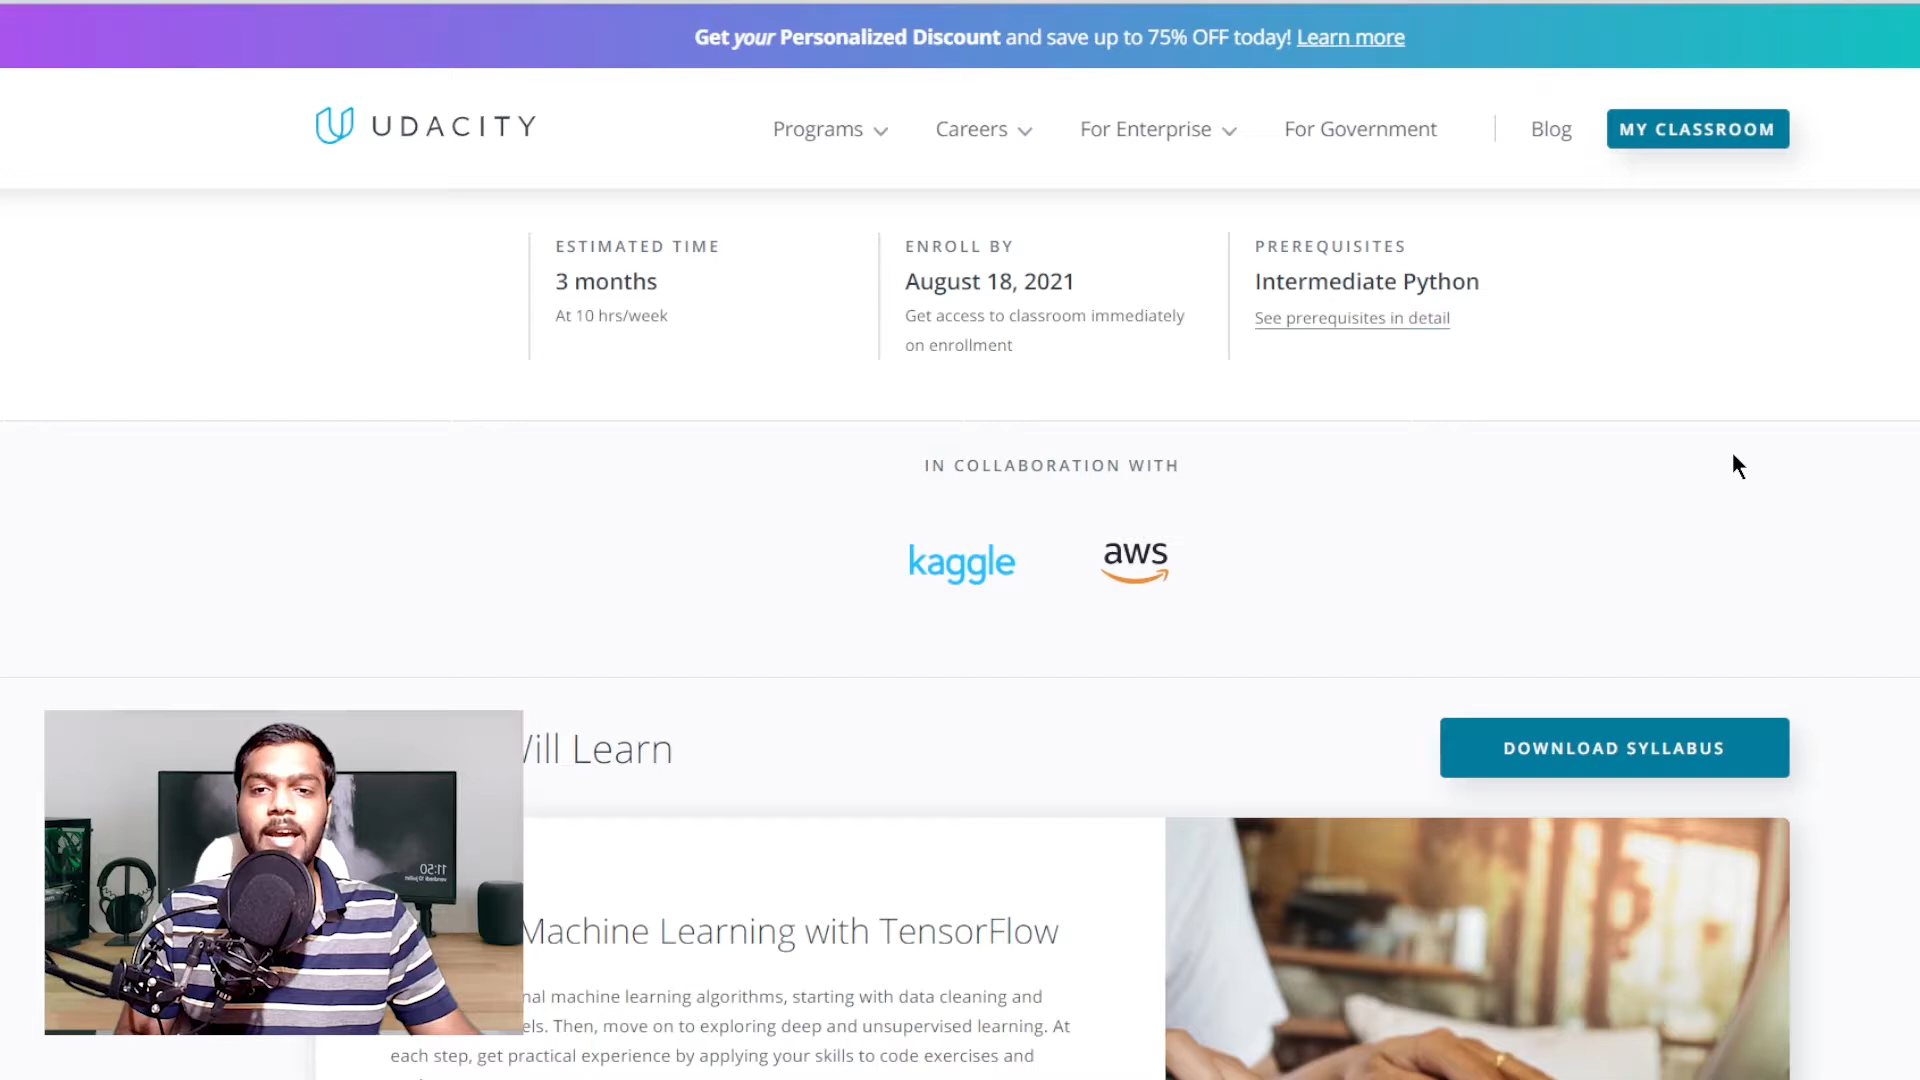 Get your Personalized Discount and save up to 75% OFF today! Learn more
UDACITY
Programs
Careers
For Enterprise
For Government
Blog
MY CLASSROOM
ESTIMATED TIME
3 months
At 10 hrs/week
ENROLL BY
August 18, 2021
Get access to classroom immediately
on enrollment
PREREQUISITES
Intermediate Python
See prerequisites in detail
IN COLLABORATION WITH
kaggle
aws
Will Learn
DOWNLOAD SYLLABUS
11:50
Machine Learning with TensorFlow
machine learning algorithms, starting with data cleaning and
Then, move on to exploring deep and unsupervised learning. At
each step, get practical experience by applying your skills to code exercises and